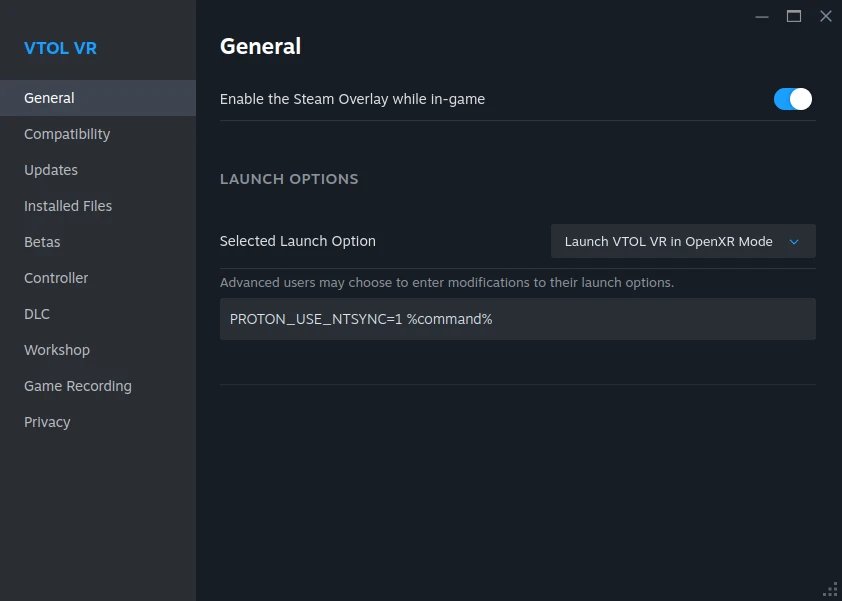 VTOL VR
General
Compatibility
Updates
Installed Files
Betas
Controller
DLC
Workshop
Game Recording
Privacy
General
Enable the Steam Overlay while in-game
LAUNCH OPTIONS
Selected Launch Option
Launch VTOL VR in OpenXR Mode
Advanced users may choose to enter modifications to their launch options.
PROTON_USE_NTSYNC=1 %command%